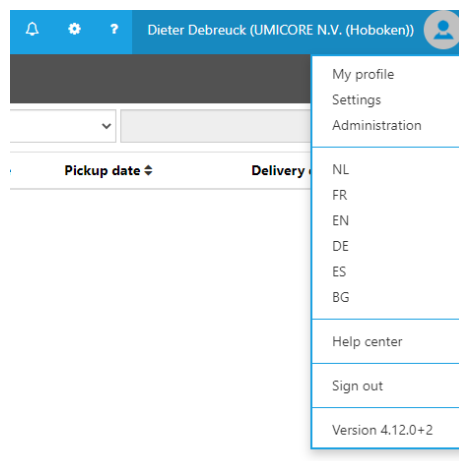 ? Dieter Debreuck (UMICORE N.V. (Hoboken))
My profile
Settings
Administration
Pickup date Delivery
NL
FR
EN
DE
ES
BG
Help center
Sign out
Version 4.12.0+2